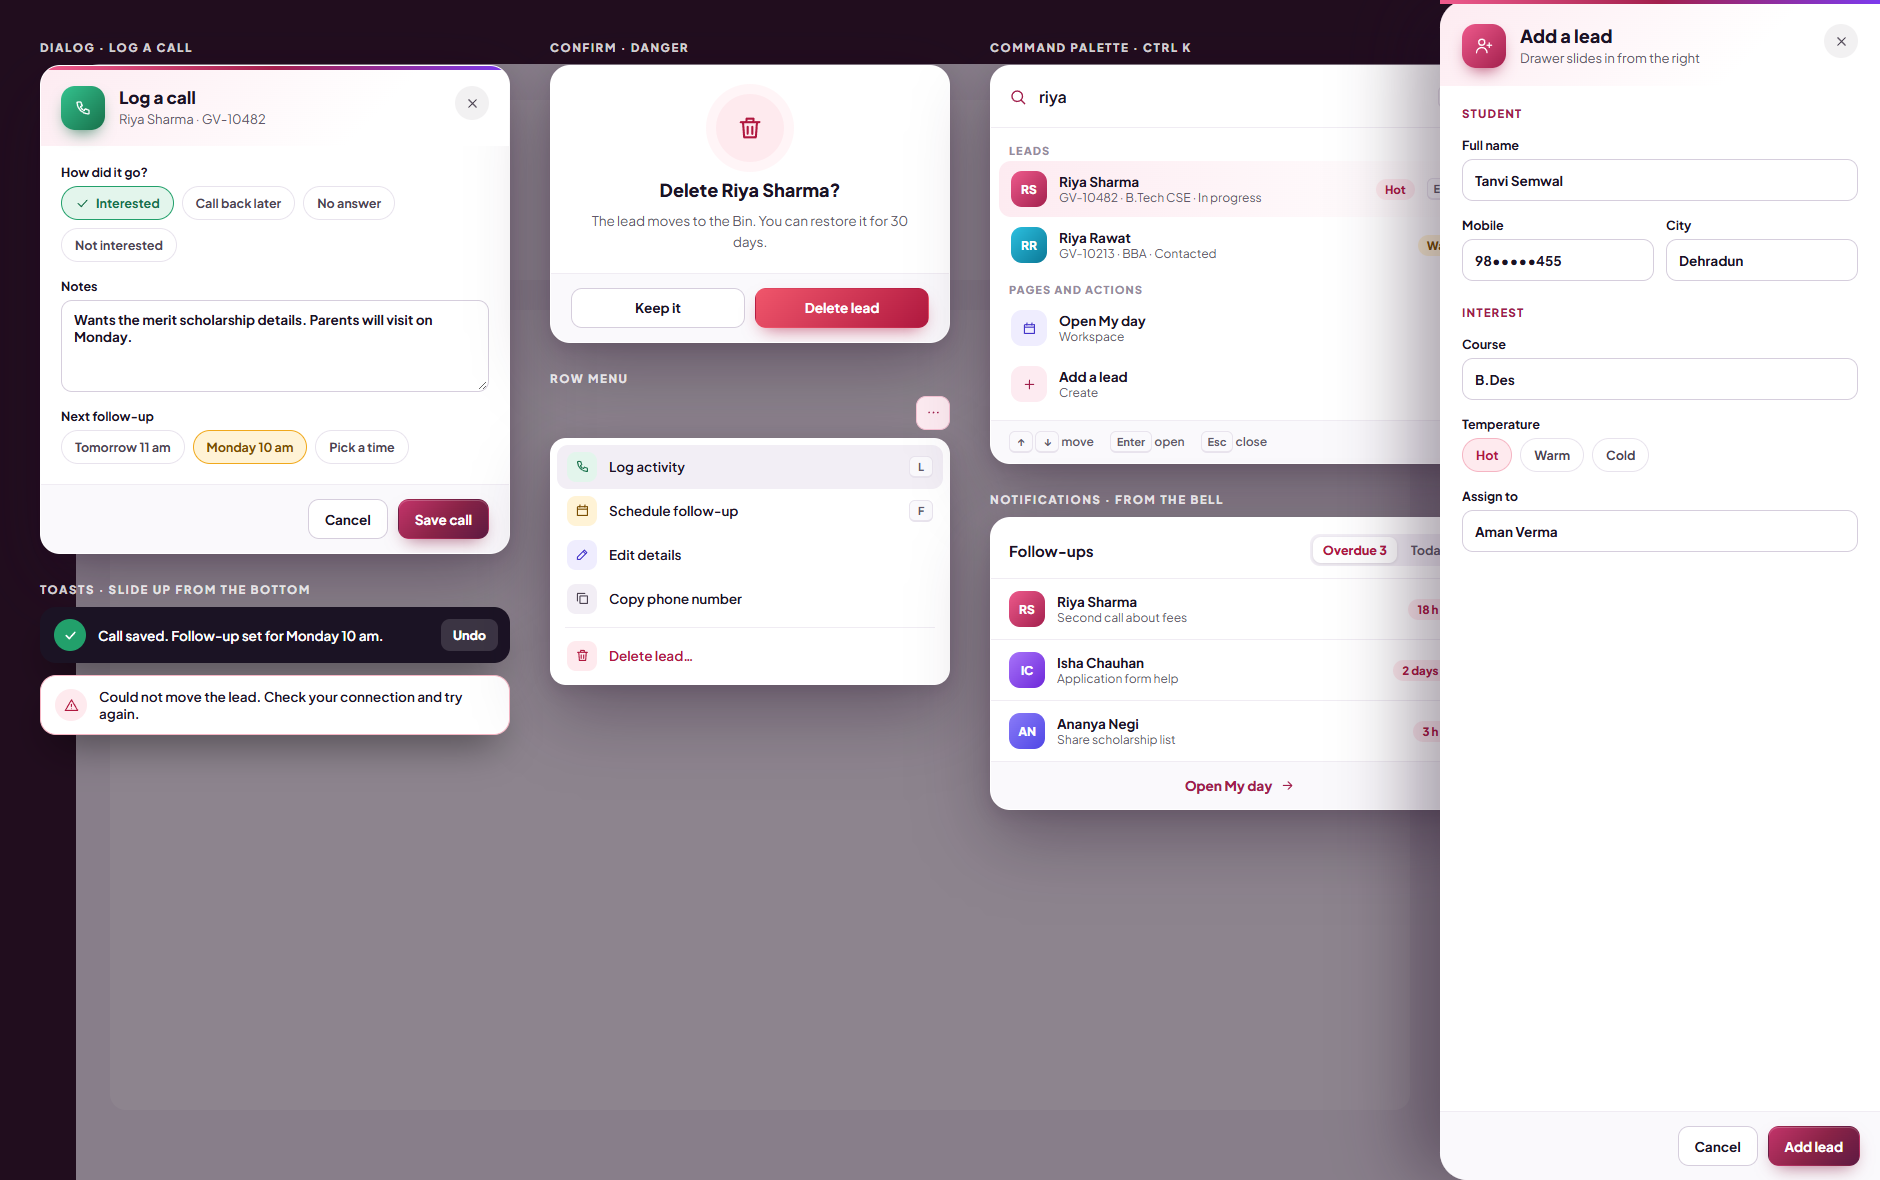 DIALOG · LOG A CALL
Log a call
Riya Sharma · GV-10482
How did it go?
Interested
Call back later
No answer
Not interested
Notes
Wants the merit scholarship details. Parents will visit on
Monday.
Next follow-up
Tomorrow 11 am
Monday 10 am
Pick a time
Cancel
Save call
TOASTS · SLIDE UP FROM THE BOTTOM
Call saved. Follow-up set for Monday 10 am.
Undo
Could not move the lead. Check your connection and try
again.
CONFIRM · DANGER
Delete Riya Sharma?
The lead moves to the Bin. You can restore it for 30
days.
Keep it
Delete lead
ROW MENU
Log activity
L
Schedule follow-up
F
Edit details
Copy phone number
Delete lead…
COMMAND PALETTE · CTRL K
riya
LEADS
RS
Riya Sharma
GV-10482 · B.Tech CSE · In progress
Hot
RR
Riya Rawat
GV-10213 · BBA · Contacted
PAGES AND ACTIONS
Open My day
Workspace
Add a lead
Create
↑ ↓ move Enter open Esc close
NOTIFICATIONS · FROM THE BELL
Follow-ups
Overdue 3
RS
Riya Sharma
Second call about fees
18 h
IC
Isha Chauhan
Application form help
2 days
AN
Ananya Negi
Share scholarship list
3 h
Open My day →
Add a lead
Drawer slides in from the right
STUDENT
Full name
Tanvi Semwal
Mobile
98●●●●●455
City
Dehradun
INTEREST
Course
B.Des
Temperature
Hot
Warm
Cold
Assign to
Aman Verma
Cancel
Add lead